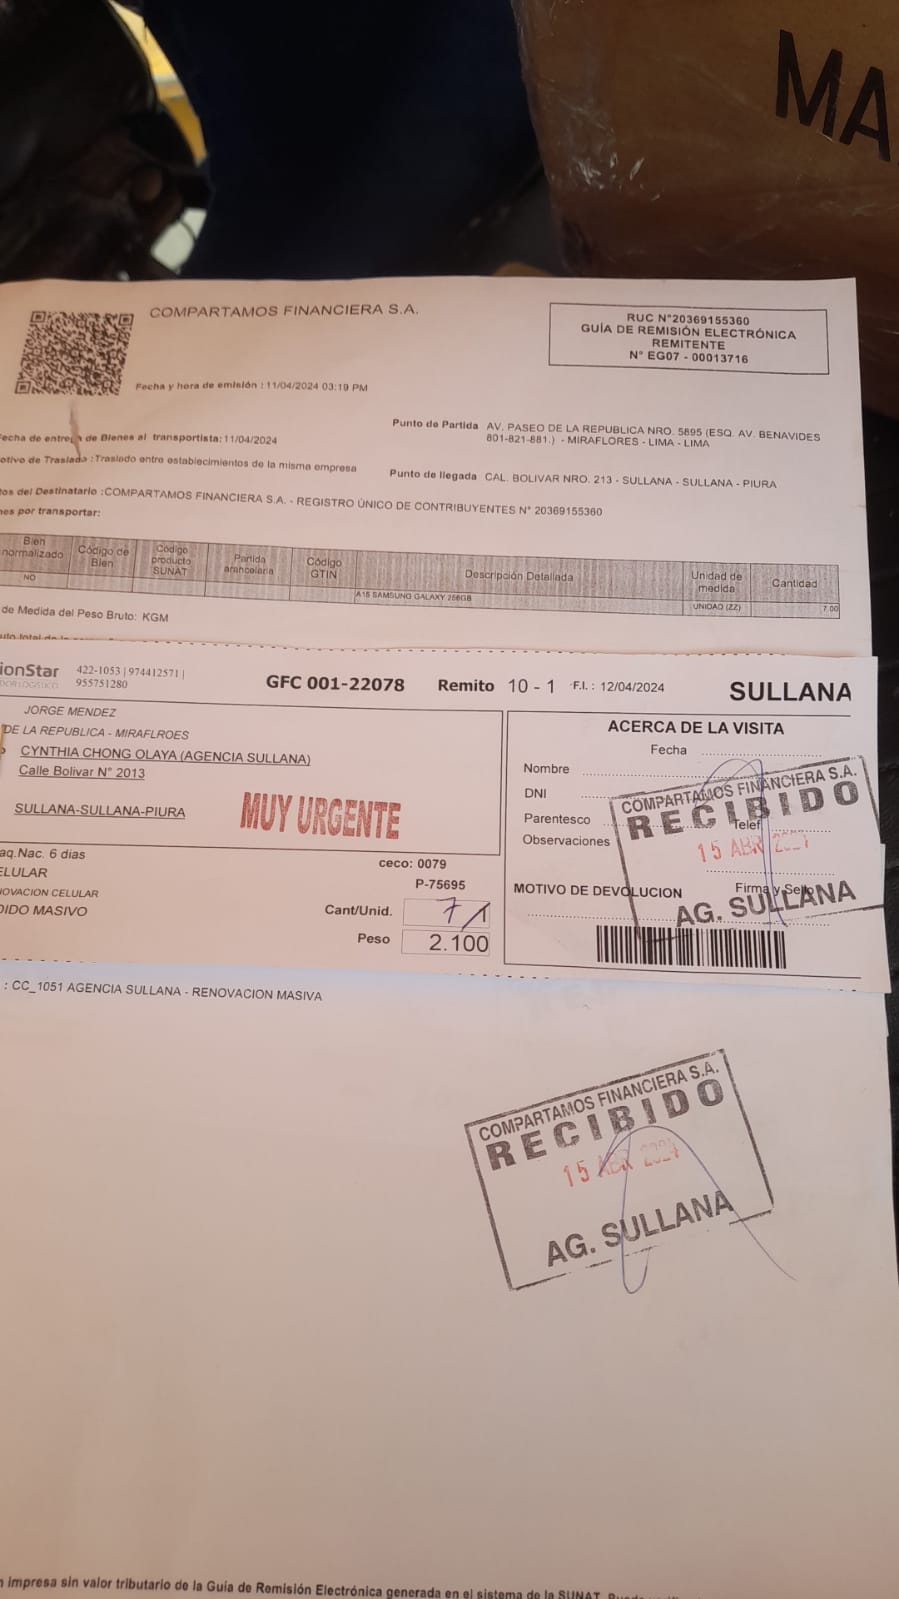 MA
COMPARTAMOS FINANCIERA S.A.
RUC N°20369155360
GUÍA DE REMISIÓN ELECTRÓNICA
REMITENTE
N° EG07 - 00013716
Fecha y hora de emisión : 11/04/2024 03:19 PM
echa de entrega de Bienes al transportista: 11/04/2024
Punto de Partida AV. PASEO DE LA REPUBLICA NRO. 5895 (ESQ. AV. BENAVIDES
801-821-881.) - MIRAFLORES - LIMA - LIMA
otivo de Traslado :Traslado entre establecimientos de la misma empresa
Punto de llegada CAL. BOLIVAR NRO. 213 - SULLANA - SULLANA - PIURA
tos del Destinatario :COMPARTAMOS FINANCIERA S.A. - REGISTRO ÚNICO DE CONTRIBUYENTES N° 20369155360
nes por transportar:
Bien normalizado Código de Bien Código producto SUNAT Partida arancelaria Código GTIN Descripción Detallada Unidad de medida Cantidad
NO A15 SAMSUNG GALAXY 256GB UNIDAD (ZZ) 7.00
de Medida del Peso Bruto: KGM
ionStar 422-1053 | 974412571 |
955751280
GFC 001-22078 Remito 10 - 1 F.I. : 12/04/2024 SULLANA
JORGE MENDEZ
DE LA REPUBLICA - MIRAFLROES
CYNTHIA CHONG OLAYA (AGENCIA SULLANA)
Calle Bolivar N° 2013
SULLANA-SULLANA-PIURA
MUY URGENTE
aq.Nac. 6 dias
ELULAR
NOVACION CELULAR
DIDO MASIVO
ceco: 0079
P-75695
Cant/Unid. 7/1
Peso 2.100
ACERCA DE LA VISITA
Fecha
Nombre
DNI
Parentesco
Telef
Observaciones
MOTIVO DE DEVOLUCION
Firma y Sello
COMPARTAMOS FINANCIERA S.A.
RECIBIDO
15 ABR
AG. SULLANA
: CC_1051 AGENCIA SULLANA - RENOVACION MASIVA
COMPARTAMOS FINANCIERA S.A.
RECIBIDO
15 ABR 2024
AG. SULLANA
n impresa sin valor tributario de la Guía de Remisión Electrónica generada en el sistema de la SUNAT.